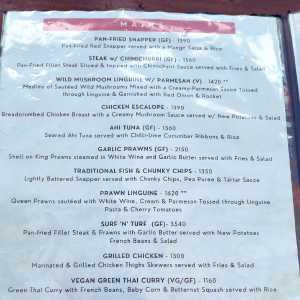 MAINS
PAN-FRIED SNAPPER (GF) - 1390
Pan-Fried Red Snapper served with a Mango Salsa & Rice
STEAK w/ CHIMICHURRI (GF) - 1560
Pan-Fried Fillet Steak Sliced & topped with Chimichurri Sauce served with Fries & Salad
WILD MUSHROOM LINGUINE w/ PARMESAN (V) - 1420 **
Medley of Sautéed Wild Mushrooms Mixed with a Creamy Parmesan Sauce Tossed
through Linguine & Garnished with Red Onion & Rocket
CHICKEN ESCALOPE - 1390
Breadcrumbed Chicken Breast with a Creamy Mushroom Sauce served w/ New Potatoes & Salad
AHI TUNA (GF) - 1360
Seared Ahi Tuna served with Chilli-Lime Cucumber Ribbons & Rice
GARLIC PRAWNS (GF) - 2150
Shell on King Prawns steamed in White Wine and Garlic Butter served with Fries & Salad
TRADITIONAL FISH & CHUNKY CHIPS - 1350
Lightly Battered Snapper served with Chunky Chips, Pea Puree & Tartar Sauce
PRAWN LINGUINE - 1620 **
Queen Prawns sautéed with White Wine, Cream & Parmesan Tossed through Linguine
Pasta & Cherry Tomatoes
SURF 'N' TURF (GF) - 3540
Pan-Fried Fillet Steak & Prawns with Garlic Butter served with New Potatoes
French Beans & Salad
GRILLED CHICKEN - 1308
Marinated & Grilled Chicken Thighs Skewers served with Fries & Salad
VEGAN GREEN THAI CURRY (VG/GF) - 1160
Green Thai Curry with French Beans, Baby Corn & Butternut Squash served with Rice